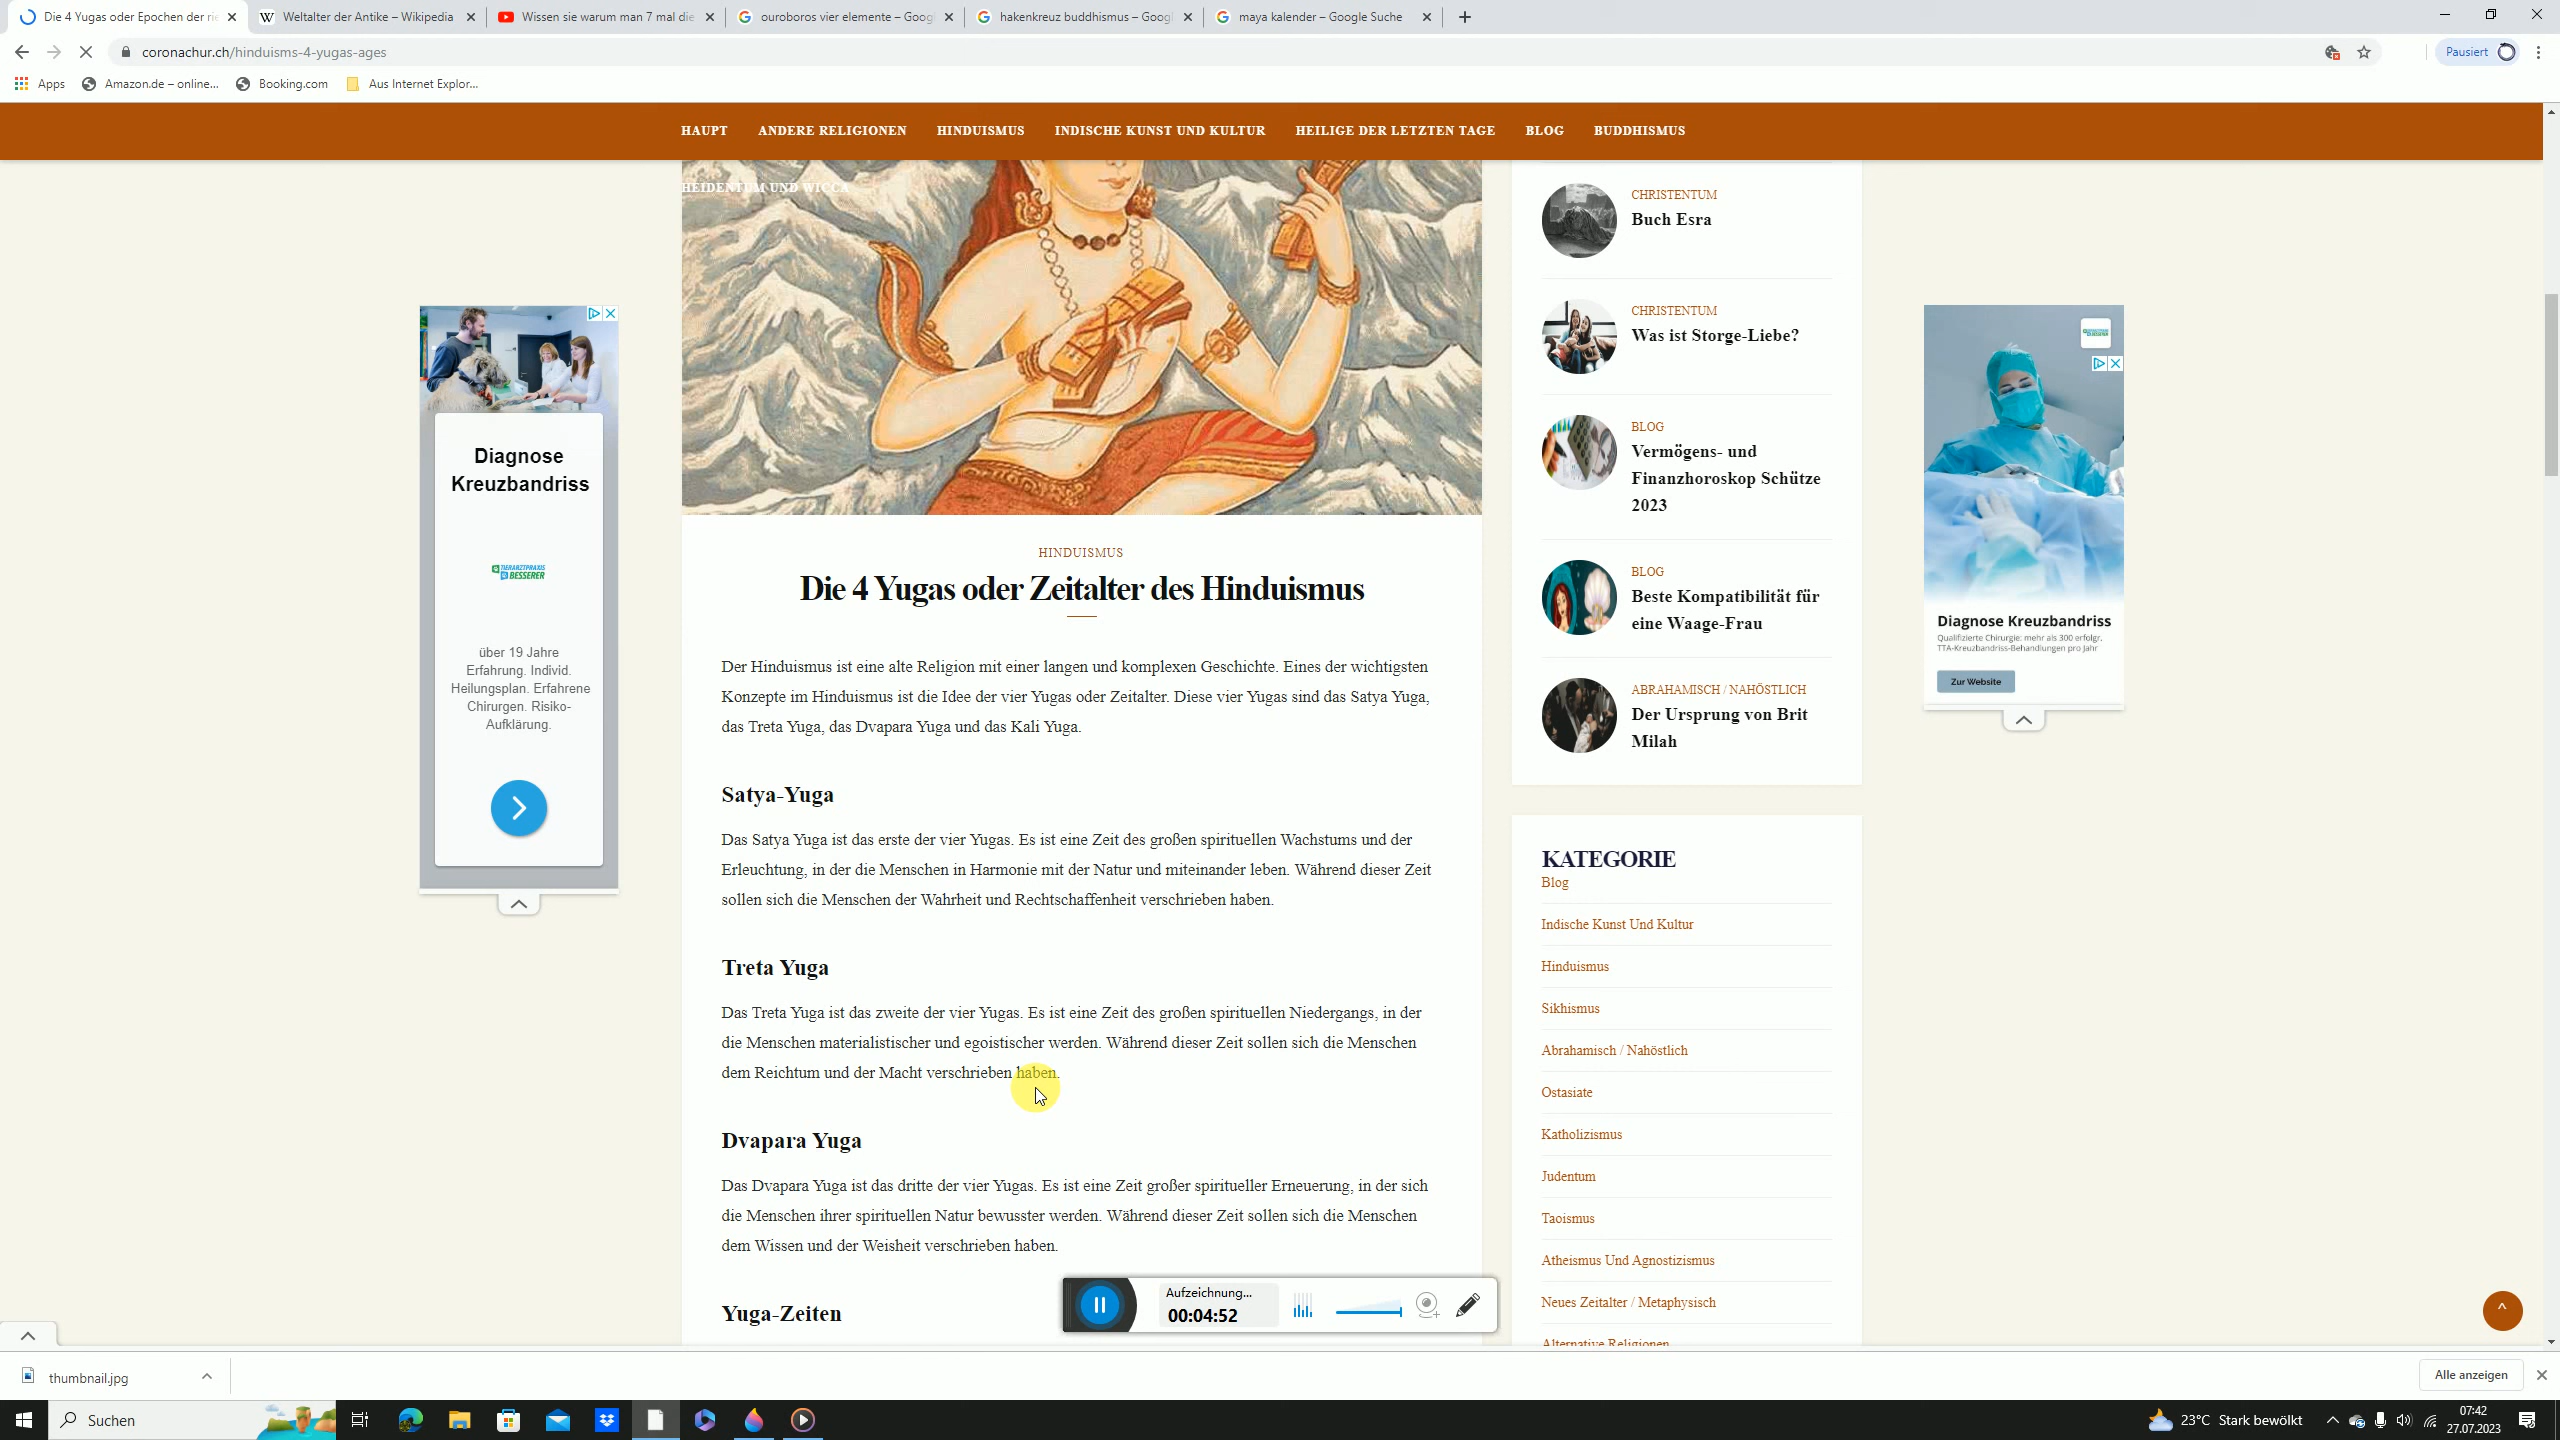 Die 4 Yugas oder Epochen der rie
Weltalter der Antike – Wikipedia
Wissen sie warum man 7 mal die
ouroboros vier elemente – Goog
hakenkreuz buddhismus – Googl
maya kalender – Google Suche
coronachur.ch/hinduisms-4-yugas-ages
Pausiert
Apps
Amazon.de – online...
Booking.com
Aus Internet Explor...
HAUPT
ANDERE RELIGIONEN
HINDUISMUS
INDISCHE KUNST UND KULTUR
HEILIGE DER LETZTEN TAGE
BLOG
BUDDHISMUS
HEIDENTUM UND WICCA
Diagnose
Kreuzbandriss
TIERARZTPRAXIS
BESSERER
über 19 Jahre
Erfahrung. Individ.
Heilungsplan. Erfahrene
Chirurgen. Risiko-
Aufklärung.
HINDUISMUS
Die 4 Yugas oder Zeitalter des Hinduismus
Der Hinduismus ist eine alte Religion mit einer langen und komplexen Geschichte. Eines der wichtigsten
Konzepte im Hinduismus ist die Idee der vier Yugas oder Zeitalter. Diese vier Yugas sind das Satya Yuga,
das Treta Yuga, das Dvapara Yuga und das Kali Yuga.
Satya-Yuga
Das Satya Yuga ist das erste der vier Yugas. Es ist eine Zeit des großen spirituellen Wachstums und der
Erleuchtung, in der die Menschen in Harmonie mit der Natur und miteinander leben. Während dieser Zeit
sollen sich die Menschen der Wahrheit und Rechtschaffenheit verschrieben haben.
Treta Yuga
Das Treta Yuga ist das zweite der vier Yugas. Es ist eine Zeit des großen spirituellen Niedergangs, in der
die Menschen materialistischer und egoistischer werden. Während dieser Zeit sollen sich die Menschen
dem Reichtum und der Macht verschrieben haben.
Dvapara Yuga
Das Dvapara Yuga ist das dritte der vier Yugas. Es ist eine Zeit großer spiritueller Erneuerung, in der sich
die Menschen ihrer spirituellen Natur bewusster werden. Während dieser Zeit sollen sich die Menschen
dem Wissen und der Weisheit verschrieben haben.
Yuga-Zeiten
CHRISTENTUM
Buch Esra
CHRISTENTUM
Was ist Storge-Liebe?
BLOG
Vermögens- und
Finanzhoroskop Schütze
2023
BLOG
Beste Kompatibilität für
eine Waage-Frau
ABRAHAMISCH / NAHÖSTLICH
Der Ursprung von Brit
Milah
KATEGORIE
Blog
Indische Kunst Und Kultur
Hinduismus
Sikhismus
Abrahamisch / Nahöstlich
Ostasiate
Katholizismus
Judentum
Taoismus
Atheismus Und Agnostizismus
Neues Zeitalter / Metaphysisch
Alternative Religionen
Diagnose Kreuzbandriss
Qualifizierte Chirurgie: mehr als 300 erfolgr.
TTA-Kreuzbandriss-Behandlungen pro Jahr
Zur Website
Aufzeichnung...
00:04:52
thumbnail.jpg
Alle anzeigen
Suchen
23°C Stark bewölkt
07:42
27.07.2023